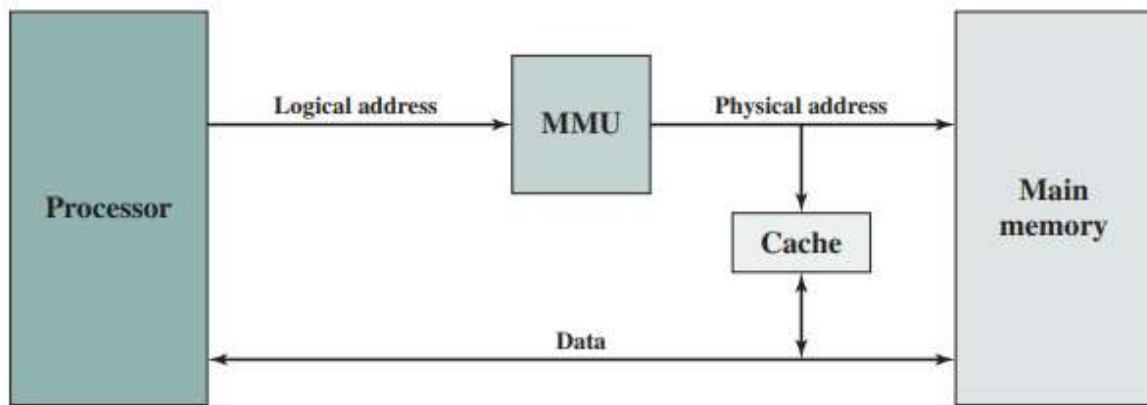 Logical address
MMU
Physical address
Processor
Main
memory
Cache
Data